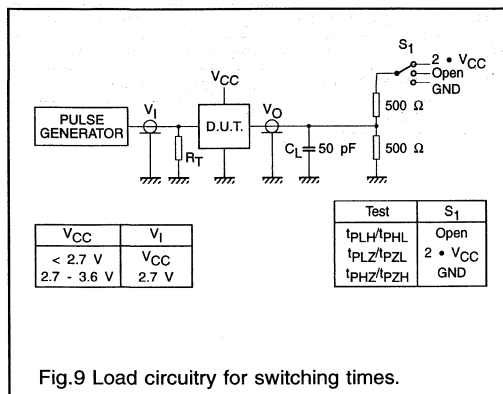 S1
2 • VCC
Open
GND
VCC
500 Ω
PULSE
GENERATOR
VI
D.U.T.
VO
RT
CL
50 pF
500 Ω
VCC VI
< 2.7 V VCC
2.7 - 3.6 V 2.7 V
Test S1
tPLH/tPHL Open
tPLZ/tPZL 2 • VCC
tPHZ/tPZH GND
Fig.9 Load circuitry for switching times.